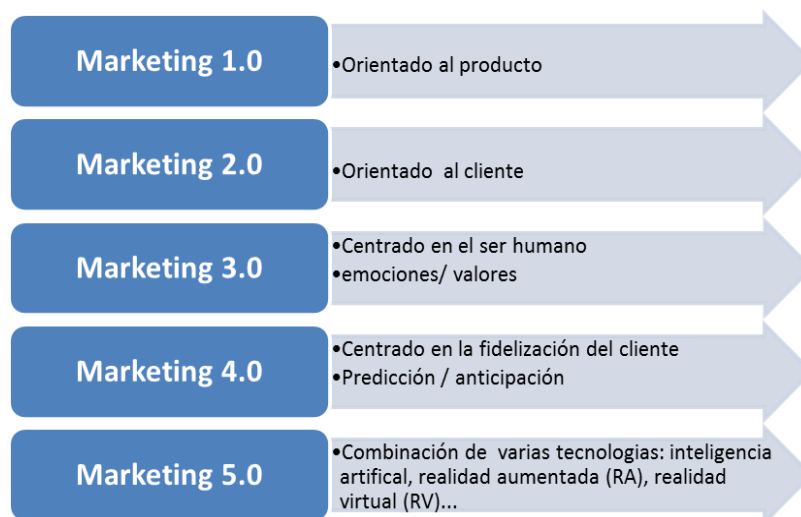 Marketing 1.0
•Orientado al producto
Marketing 2.0
•Orientado  al cliente
Marketing 3.0
•Centrado en el ser humano
•emociones/ valores
Marketing 4.0
•Centrado en la fidelización del cliente
•Predicción / anticipación
Marketing 5.0
•Combinación de  varias tecnologias: inteligencia
artifical, realidad aumentada (RA), realidad
virtual (RV)...